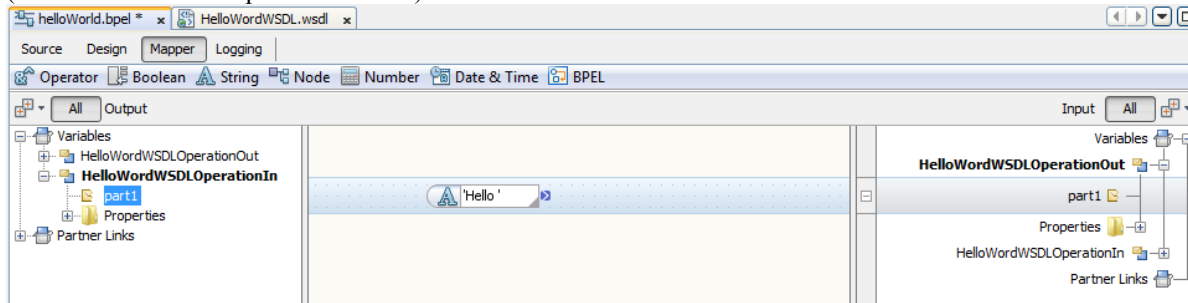 helloWorld.bpel * x HelloWordWSDL.wsdl x
Source Design Mapper Logging
Operator Boolean String Node Number Date & Time BPEL
All Output Input All
Variables Variables
HelloWordWSDLOperationOut HelloWordWSDLOperationOut
HelloWordWSDLOperationIn
part1 'Hello ' part1
Properties Properties
Partner Links HelloWordWSDLOperationIn
Partner Links